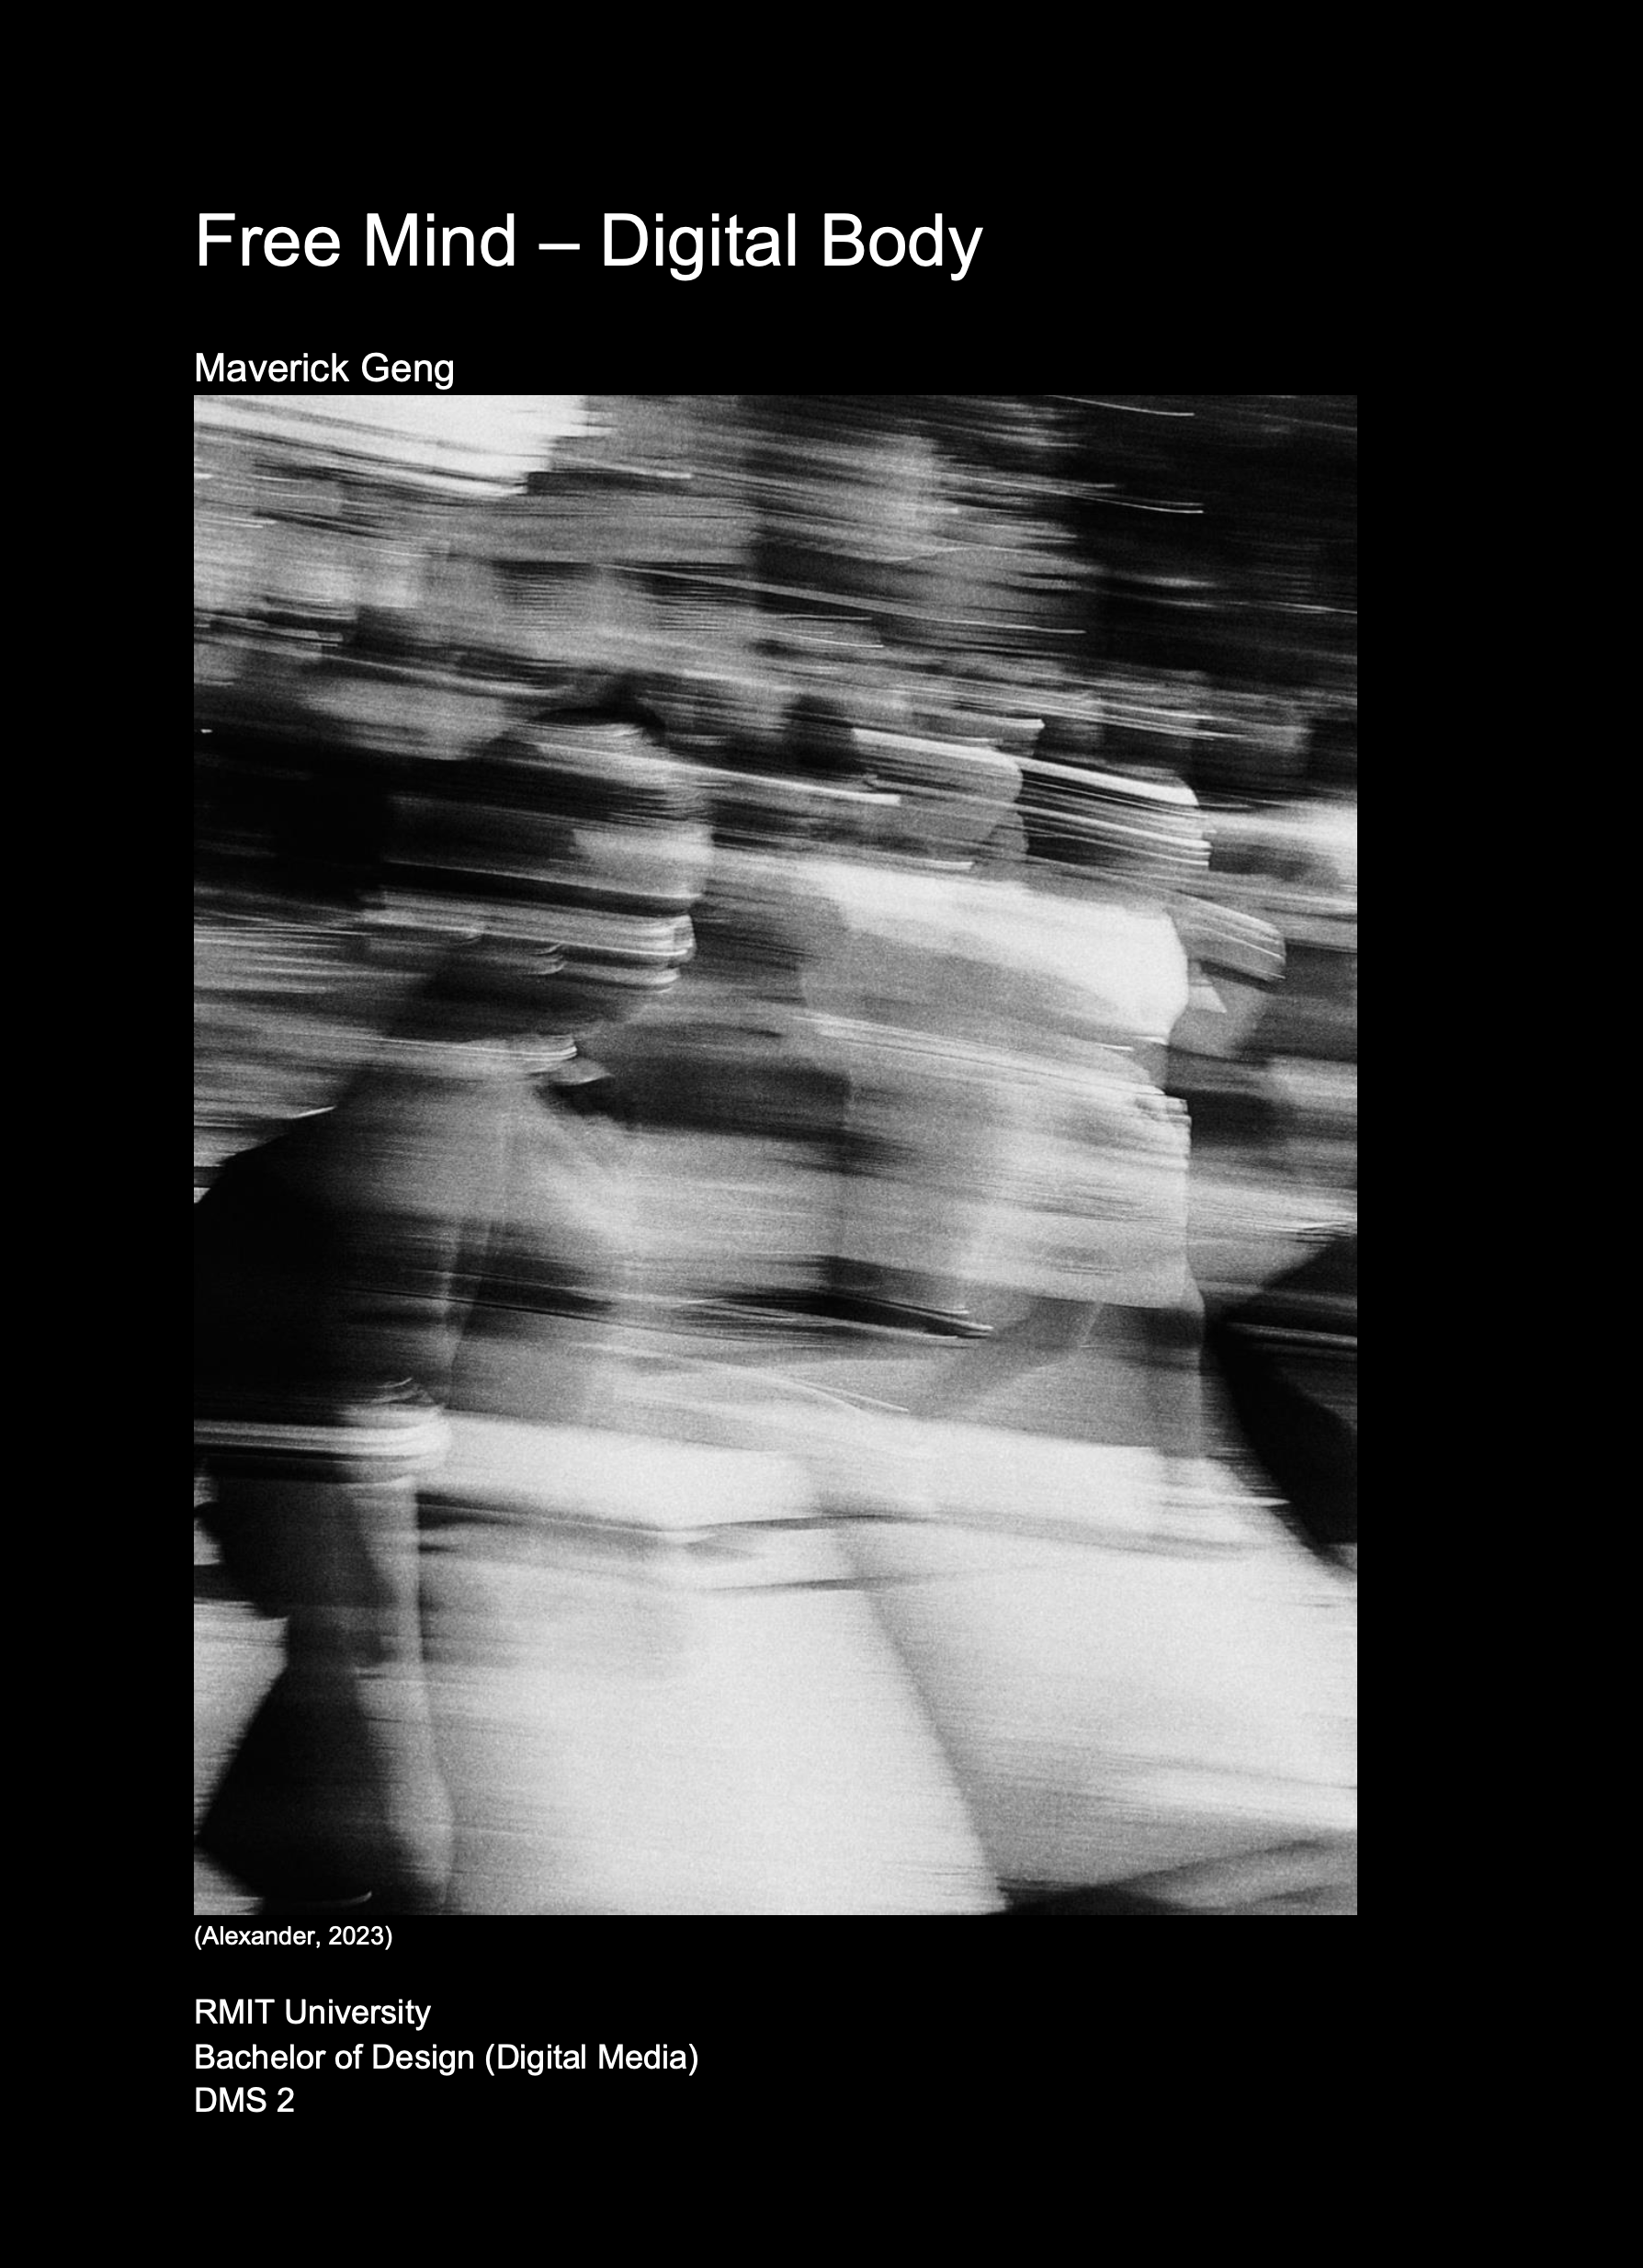 Free Mind – Digital Body
Maverick Geng
(Alexander, 2023)
RMIT University
Bachelor of Design (Digital Media)
DMS 2